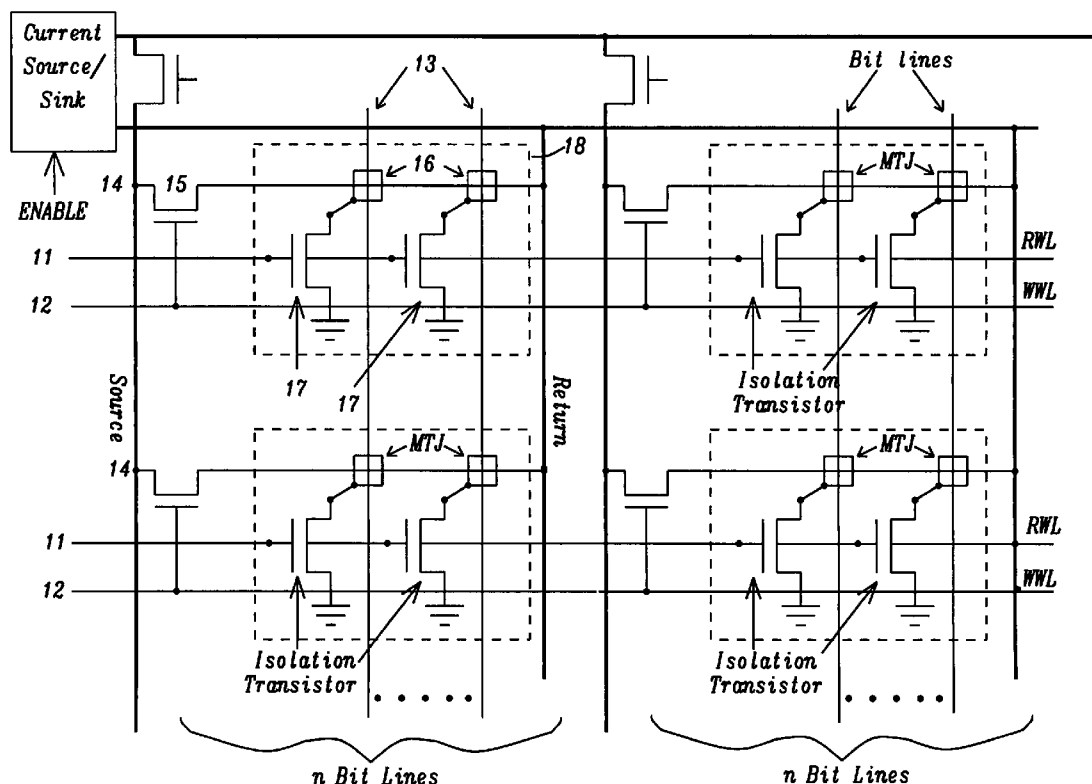 Current
Source/
Sink
ENABLE
13
Bit lines
18
14
15
16
MTJ
11
RWL
12
WWL
17
17
Isolation
Transistor
Source
Return
MTJ
MTJ
14
11
RWL
12
WWL
Isolation
Transistor
Isolation
Transistor
n Bit Lines
n Bit Lines